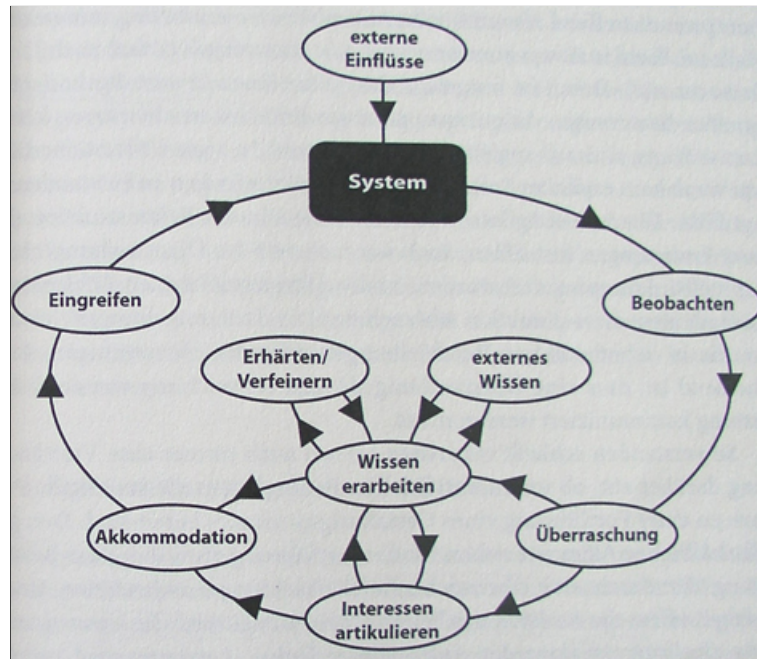 externe
Einflüsse
System
Eingreifen
Beobachten
Erhärten/
Verfeinern
externes
Wissen
Wissen
erarbeiten
Akkommodation
Überraschung
Interessen
artikulieren